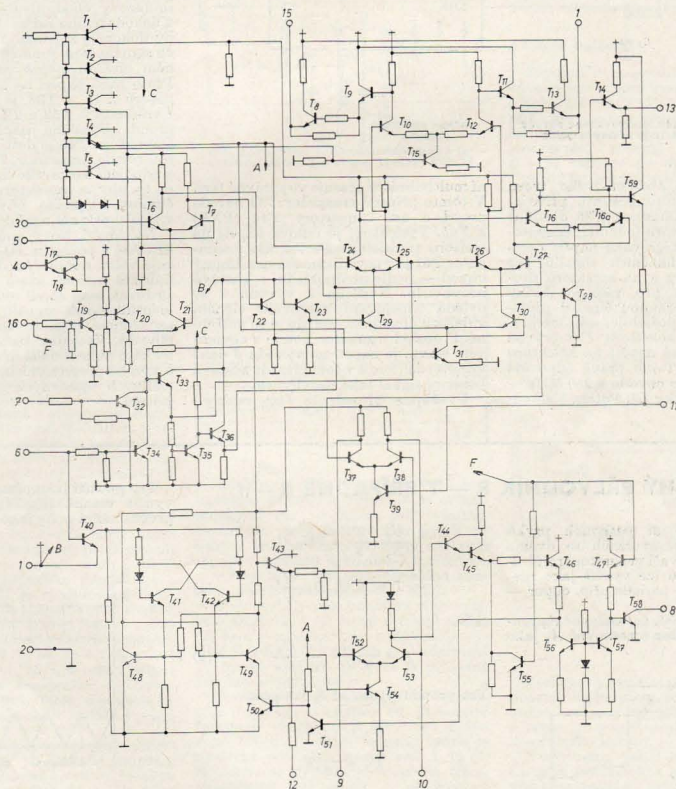 15
1
T1
T2
C
T3
T4
T5
A
T8
T9
T10
T11
T12
T13
T14
13
T15
T59
T16
T16a
3
T6
T7
5
4
T17
T18
T24
T25
T26
T27
B
T28
16
T19
T20
T21
C
T22
T23
T29
T30
F
T31
T33
7
T32
11
6
T34
T35
T36
T37
T38
T39
F
T40
1
B
T43
T44
T45
T46
T47
T41
T42
A
T58
8
T52
T53
T56
T57
2
T48
T49
T54
T55
T50
T51
12
9
10